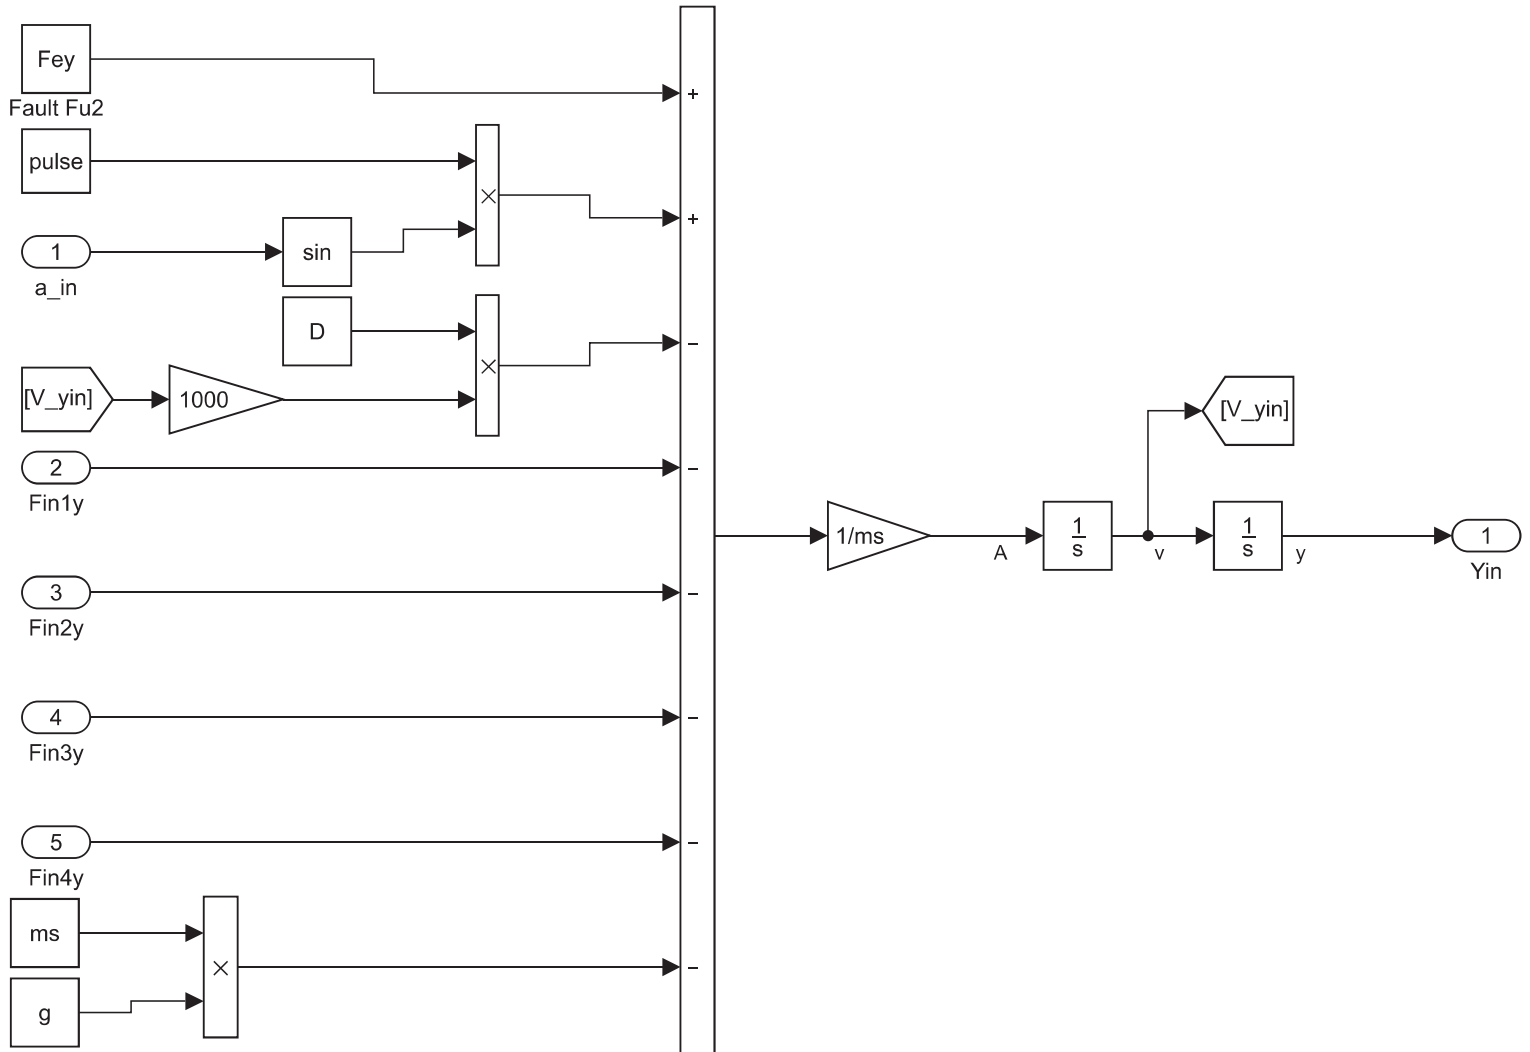 Fey
Fault Fu2
+
pulse
×
+
1
a_in
sin
D
×
−
[V_yin]
1000
[V_yin]
2
Fin1y
−
1/ms
A
1
s
v
1
s
y
1
Yin
3
Fin2y
−
4
Fin3y
−
5
Fin4y
−
ms
×
−
g